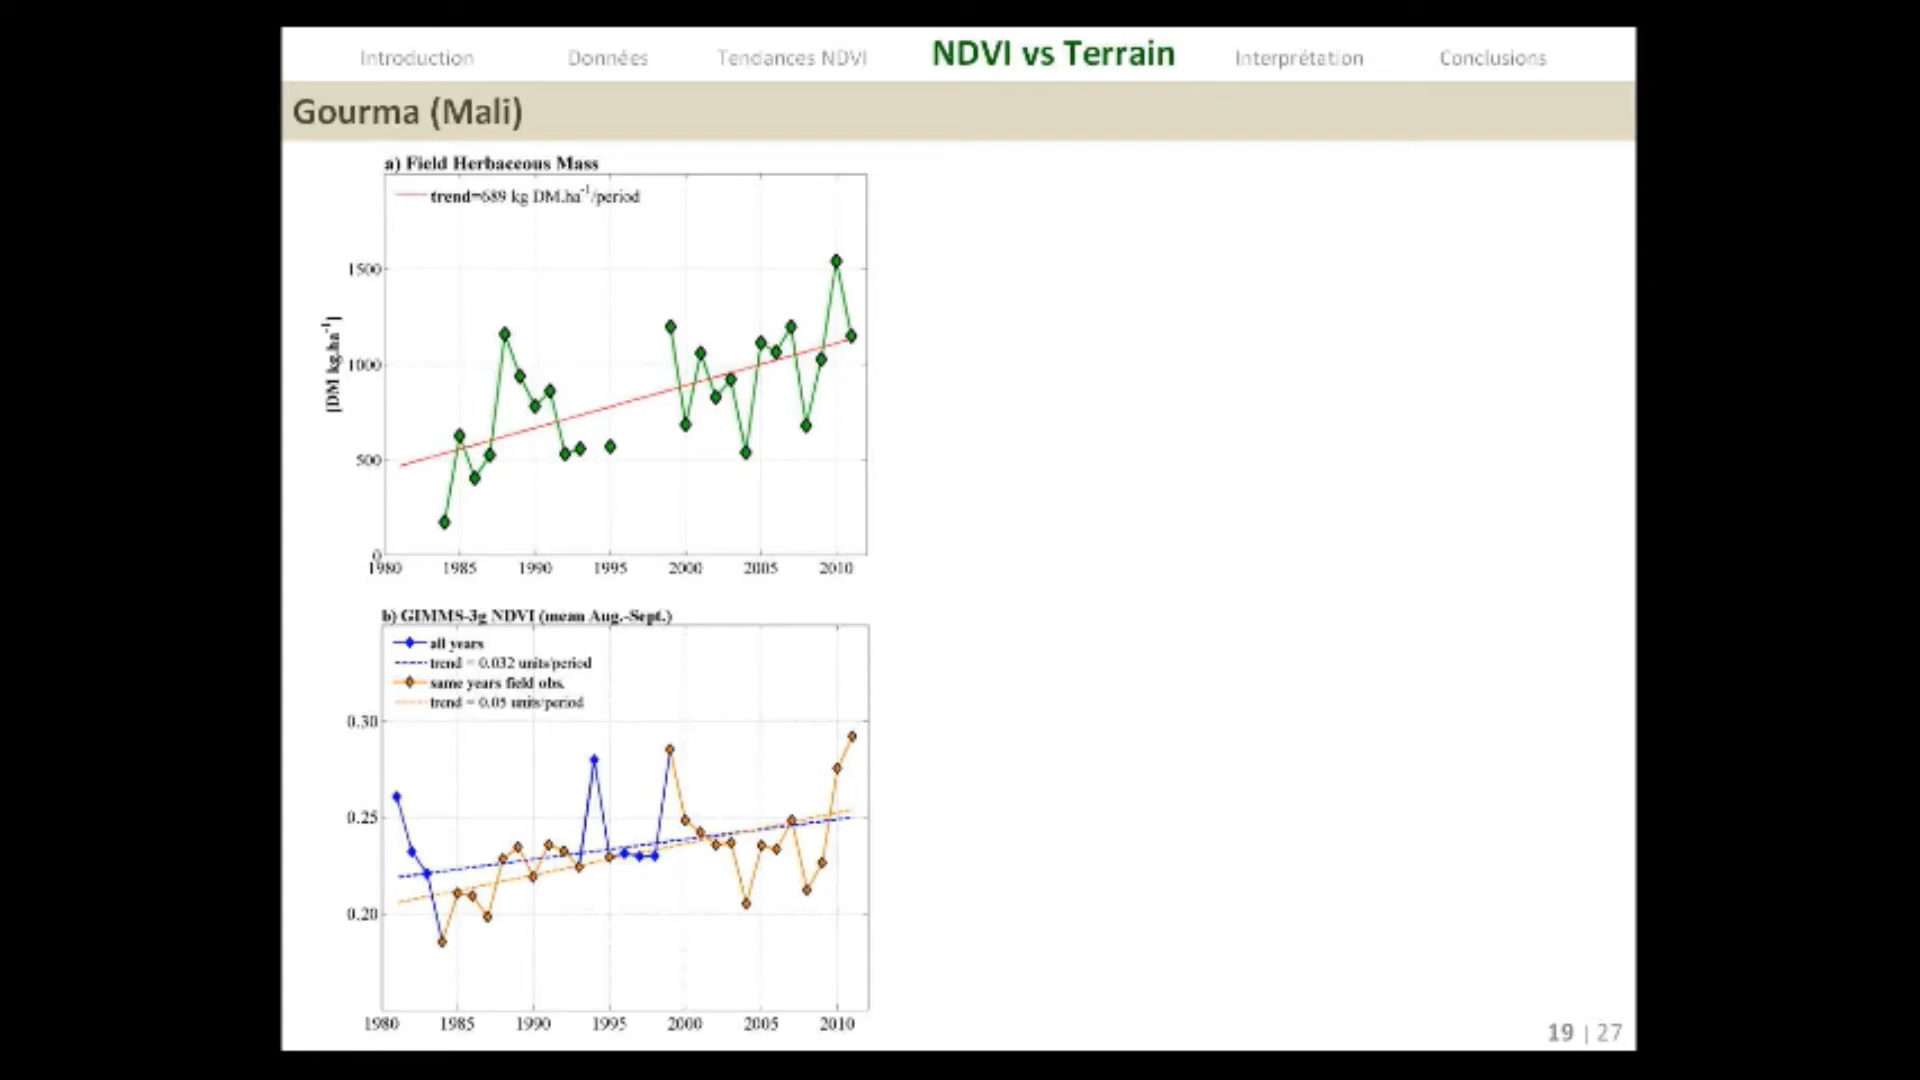 Introduction Données Tendances NDVI NDVI vs Terrain Interprétation Conclusions
Gourma (Mali)
a) Field Herbaceous Mass
trend=689 kg DM.ha-1/period
[DM kg.ha-1]
1500
1000
500
0
1980 1985 1990 1995 2000 2005 2010
b) GIMMS-3g NDVI (mean Aug.-Sept.)
all years
trend = 0.032 units/period
same years field obs.
trend = 0.05 units/period
0.30
0.25
0.20
1980 1985 1990 1995 2000 2005 2010
19 | 27